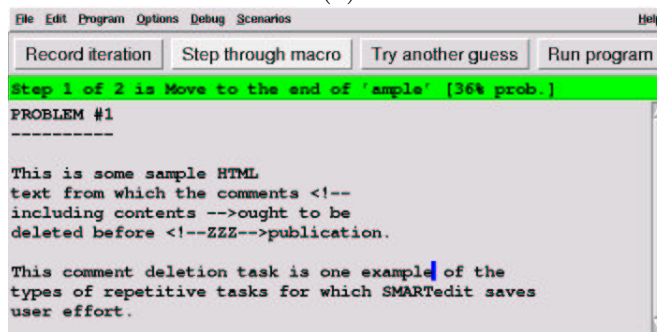 (a)
File Edit Program Options Debug Scenarios Help
Record iteration Step through macro Try another guess Run program
Step 1 of 2 is Move to the end of 'ample' [36% prob.]
PROBLEM #1
----------
This is some sample HTML
text from which the comments <!--
including contents -->ought to be
deleted before <!--ZZZ-->publication.
This comment deletion task is one example of the
types of repetitive tasks for which SMARTedit saves
user effort.